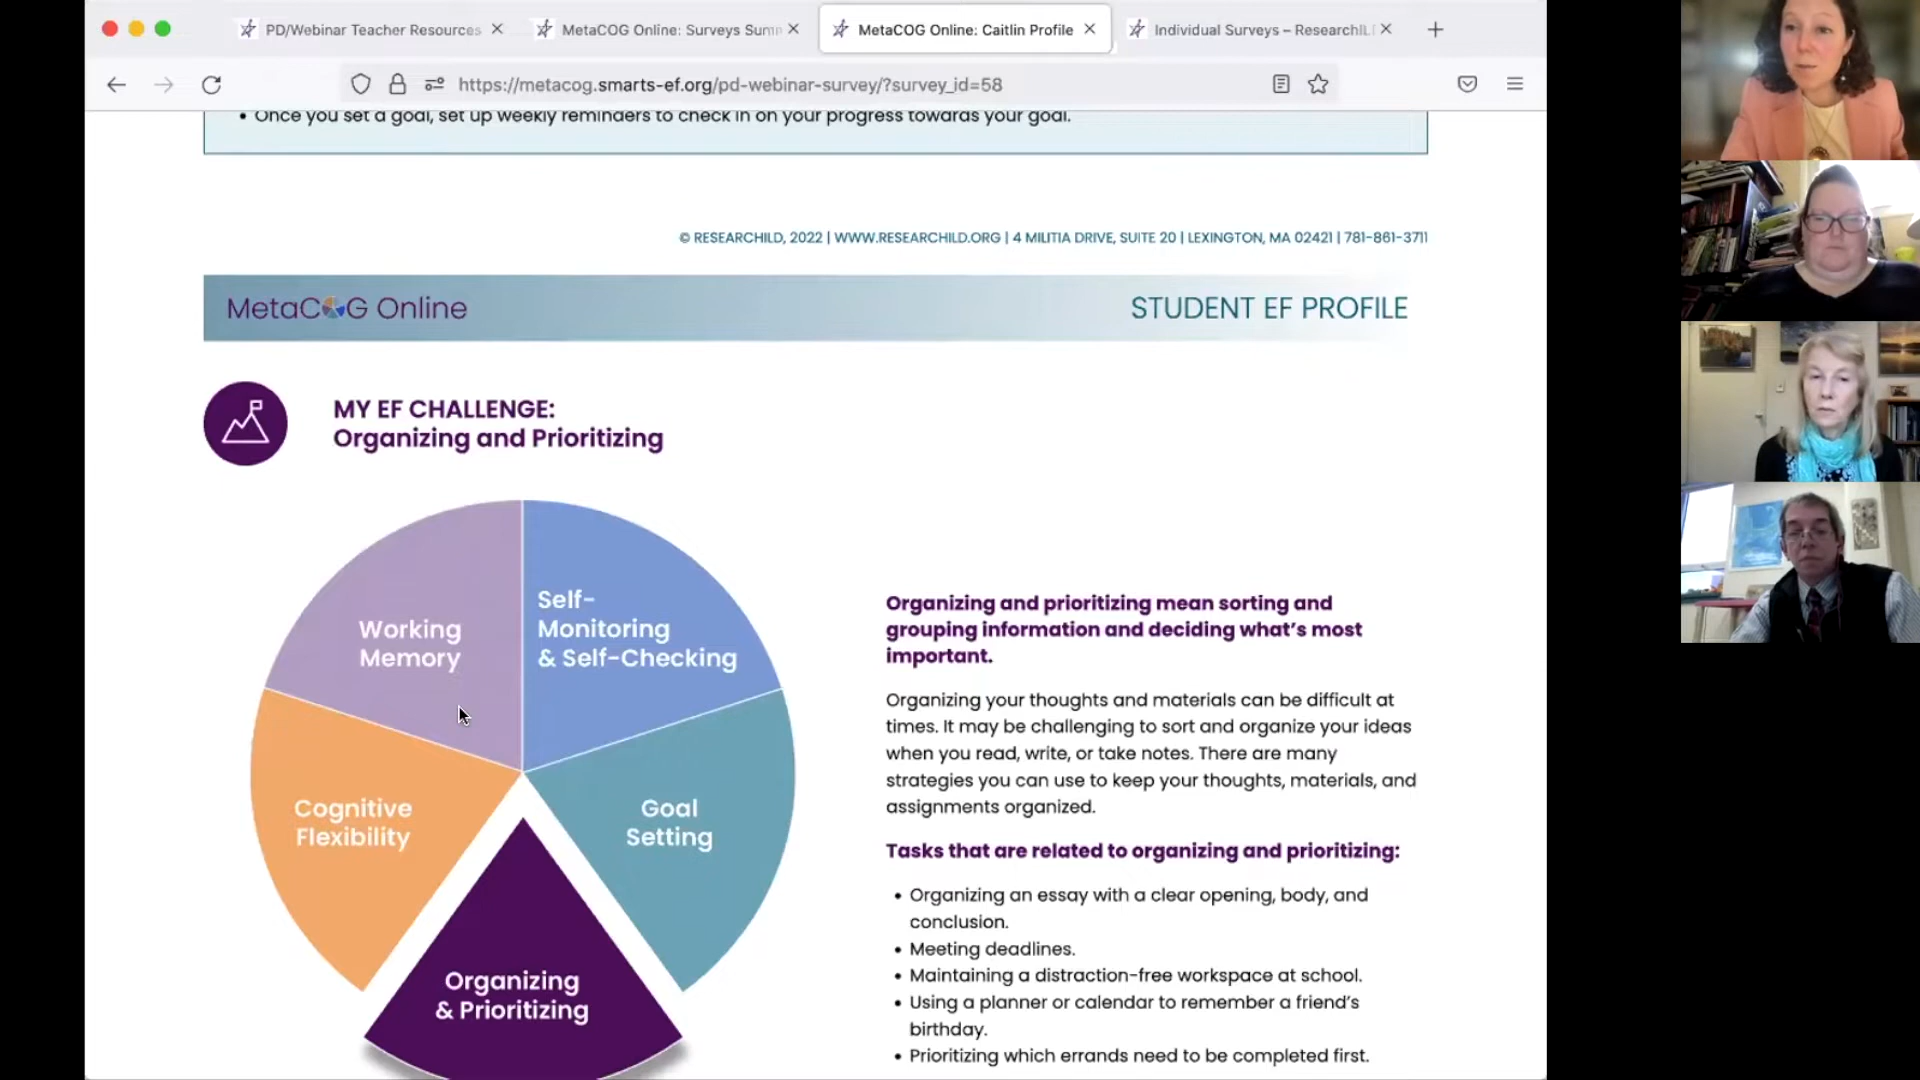 PD/Webinar Teacher Resources
MetaCOG Online: Surveys Sum
MetaCOG Online: Caitlin Profile
Individual Surveys – ResearchIL
https://metacog.smarts-ef.org/pd-webinar-survey/?survey_id=58
• Once you set a goal, set up weekly reminders to check in on your progress towards your goal.
© RESEARCHILD, 2022 | WWW.RESEARCHILD.ORG | 4 MILITIA DRIVE, SUITE 20 | LEXINGTON, MA 02421 | 781-861-3711
MetaCOG Online
STUDENT EF PROFILE
MY EF CHALLENGE:
Organizing and Prioritizing
Working
Memory
Self-
Monitoring
& Self-Checking
Cognitive
Flexibility
Goal
Setting
Organizing
& Prioritizing
Organizing and prioritizing mean sorting and
grouping information and deciding what's most
important.
Organizing your thoughts and materials can be difficult at
times. It may be challenging to sort and organize your ideas
when you read, write, or take notes. There are many
strategies you can use to keep your thoughts, materials, and
assignments organized.
Tasks that are related to organizing and prioritizing:
• Organizing an essay with a clear opening, body, and
conclusion.
• Meeting deadlines.
• Maintaining a distraction-free workspace at school.
• Using a planner or calendar to remember a friend's
birthday.
• Prioritizing which errands need to be completed first.